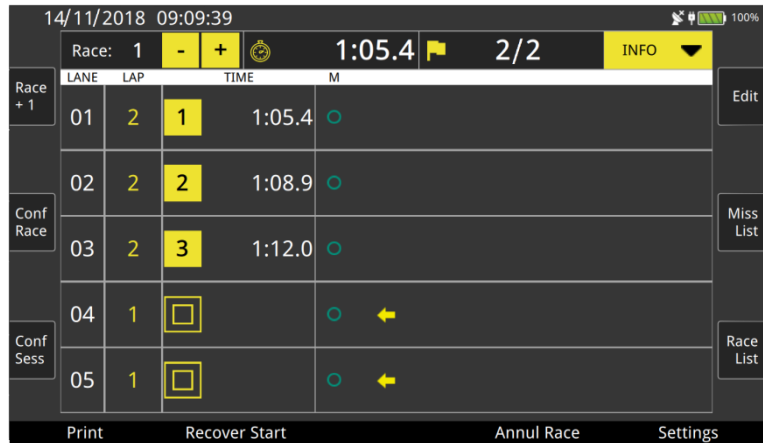 14/11/2018 09:09:39 100%
Race: 1 - + 1:05.4 2/2 INFO
LANE LAP TIME M
Race
+ 1
Edit
01 2 1 1:05.4
02 2 2 1:08.9
Conf
Race
Miss
List
03 2 3 1:12.0
04 1
Conf
Sess
Race
List
05 1
Print Recover Start Annul Race Settings